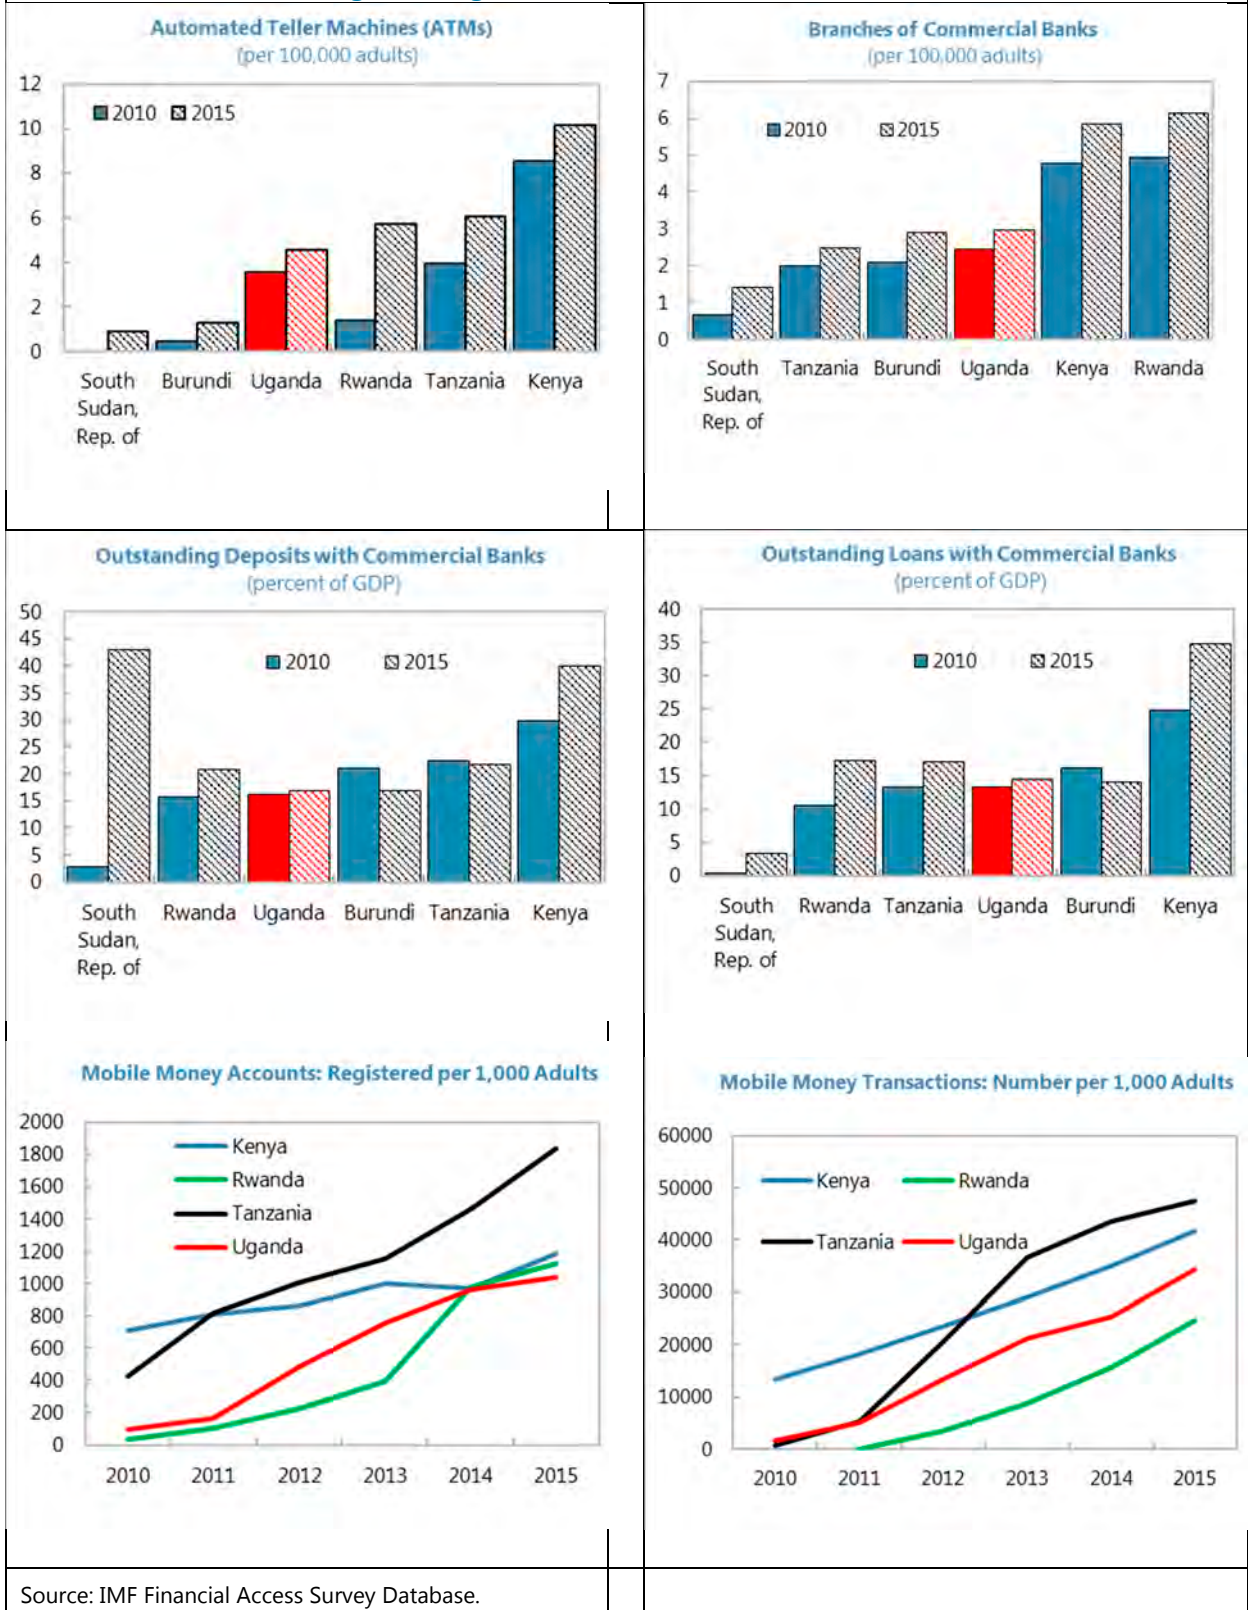 Automated Teller Machines (ATMs)
(per 100,000 adults)
12
10
8
6
4
2
0
2010
2015
South
Sudan,
Rep. of
Burundi
Uganda
Rwanda
Tanzania
Kenya
Branches of Commercial Banks
(per 100,000 adults)
7
6
5
4
3
2
1
0
2010
2015
South
Sudan,
Rep. of
Tanzania
Burundi
Uganda
Kenya
Rwanda
Outstanding Deposits with Commercial Banks
(percent of GDP)
50
45
40
35
30
25
20
15
10
5
0
2010
2015
South
Sudan,
Rep. of
Rwanda
Uganda
Burundi
Tanzania
Kenya
Outstanding Loans with Commercial Banks
(percent of GDP)
40
35
30
25
20
15
10
5
0
2010
2015
South
Sudan,
Rep. of
Rwanda
Tanzania
Uganda
Burundi
Kenya
Mobile Money Accounts: Registered per 1,000 Adults
2000
1800
1600
1400
1200
1000
800
600
400
200
0
Kenya
Rwanda
Tanzania
Uganda
2010
2011
2012
2013
2014
2015
Mobile Money Transactions: Number per 1,000 Adults
60000
50000
40000
30000
20000
10000
0
Kenya
Rwanda
Tanzania
Uganda
2010
2011
2012
2013
2014
2015
Source: IMF Financial Access Survey Database.